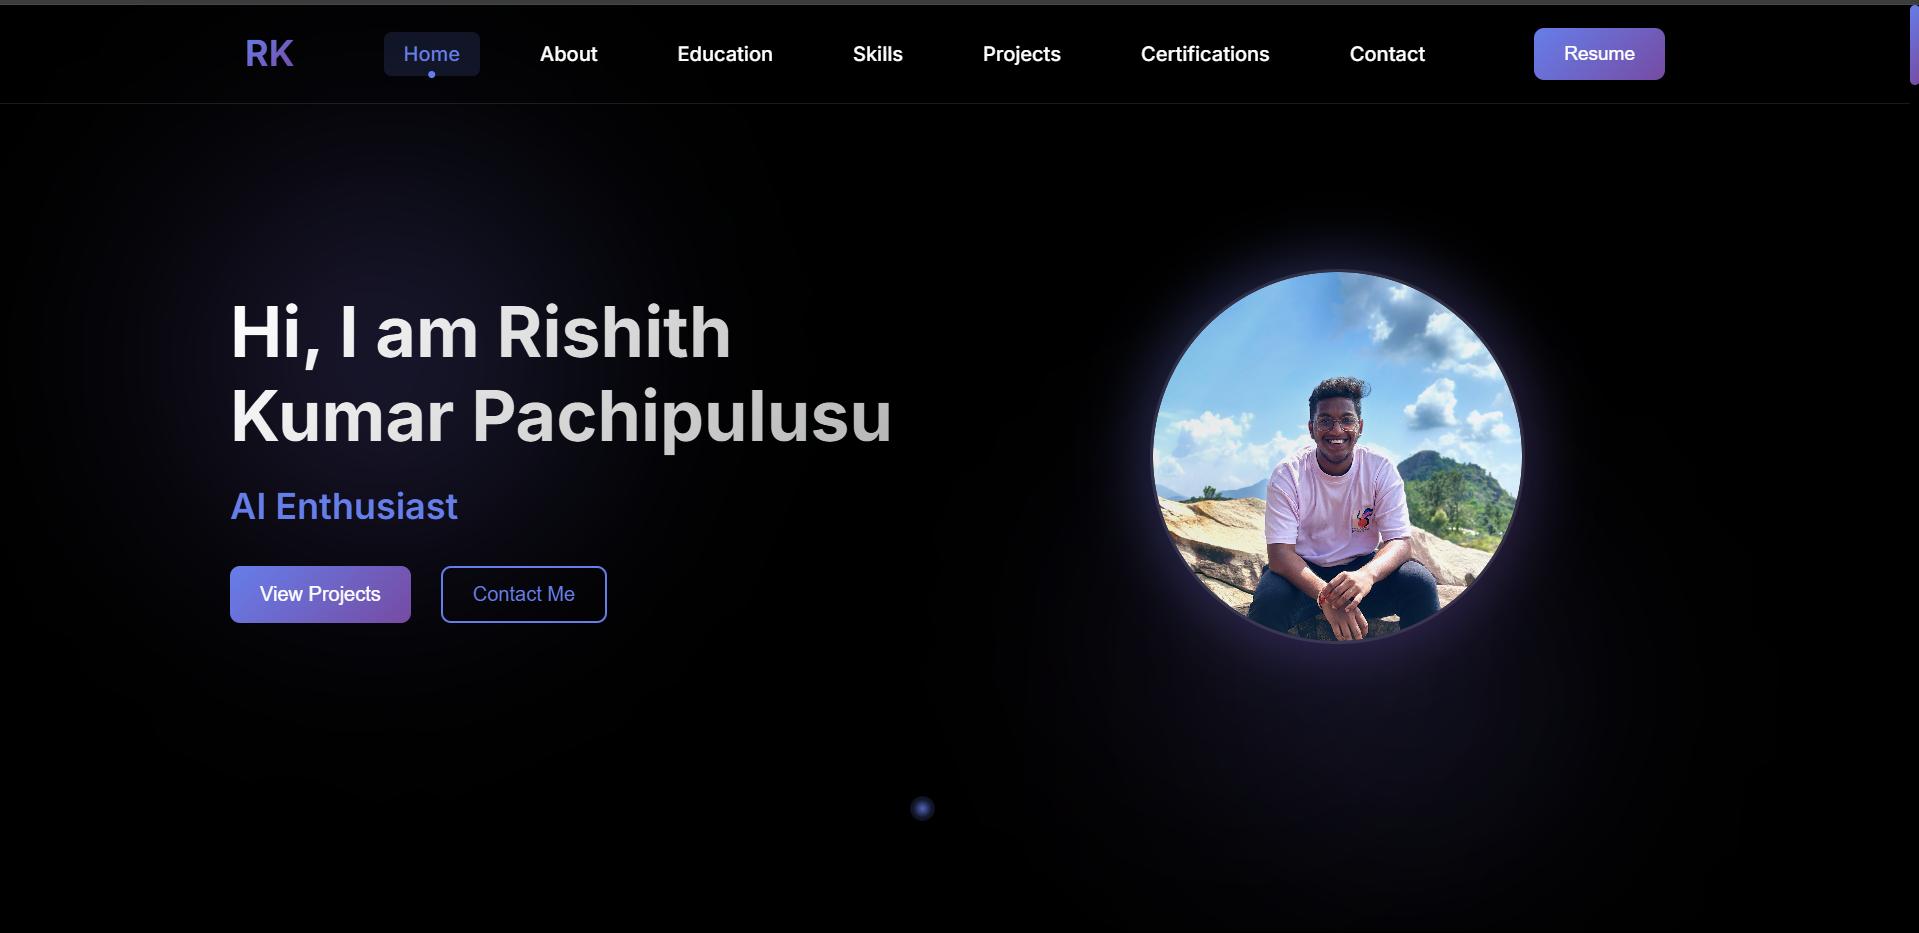 RK
Home
About
Education
Skills
Projects
Certifications
Contact
Resume
Hi, I am Rishith
Kumar Pachipulusu
AI Enthusiast
View Projects
Contact Me